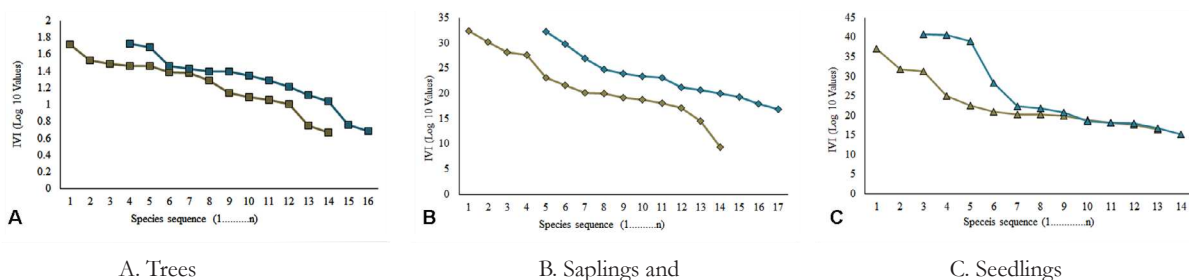 IVI (Log 10 Values)
2
1.8
1.6
1.4
1.2
1
0.8
0.6
0.4
0.2
0
1 2 3 4 5 6 7 8 9 10 11 12 13 14 15 16
Species sequence (1..........n)
A
IVI (Log 10 Values)
35
30
25
20
15
10
5
0
1 2 3 4 5 6 7 8 9 10 11 12 13 14 15 16 17
Species sequence (1..........n)
B
IVI (Log 10 Values)
45
40
35
30
25
20
15
10
5
0
1 2 3 4 5 6 7 8 9 10 11 12 13 14
Speceis sequence (1..........n)
C
A. Trees B. Saplings and C. Seedlings